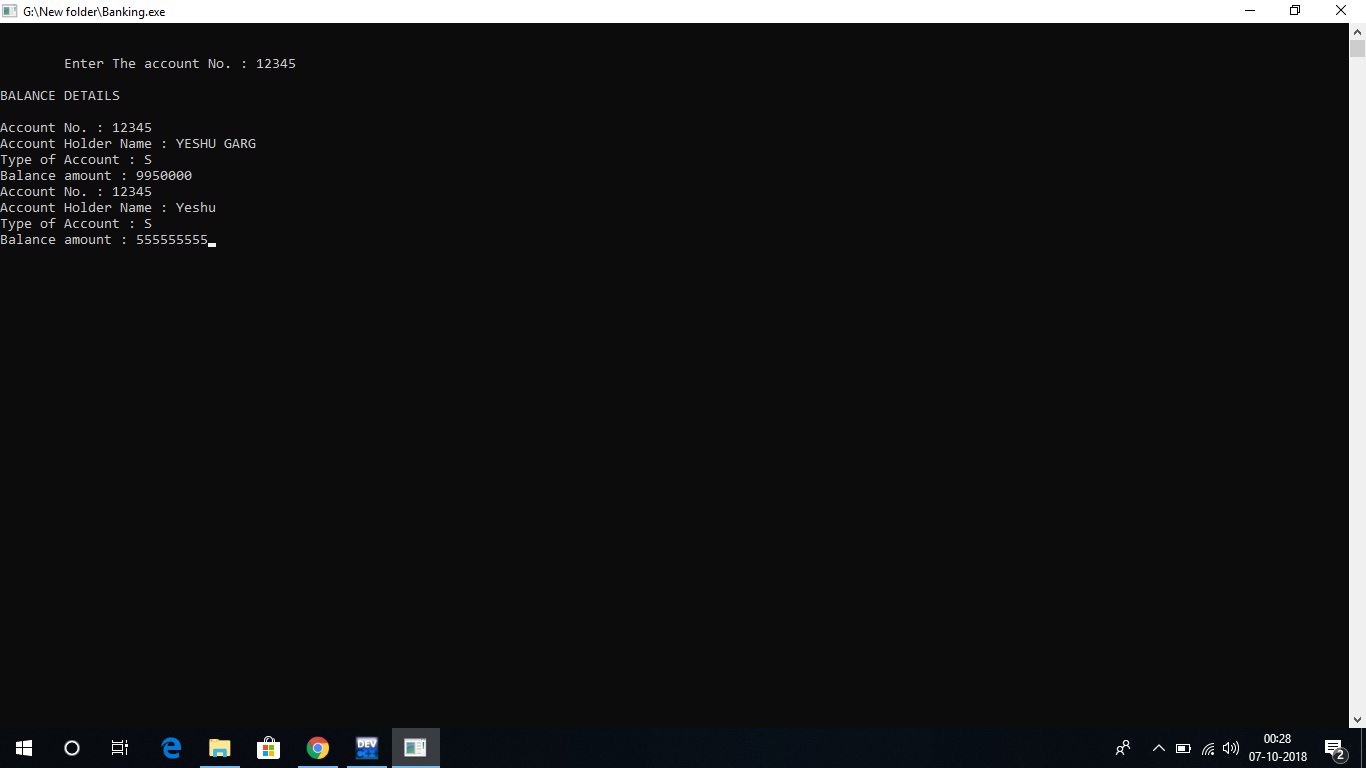 G:\New folder\Banking.exe
Enter The account No. : 12345
BALANCE DETAILS
Account No. : 12345
Account Holder Name : YESHU GARG
Type of Account : S
Balance amount : 9950000
Account No. : 12345
Account Holder Name : Yeshu
Type of Account : S
Balance amount : 555555555
DEV
C++
00:28
07-10-2018
2